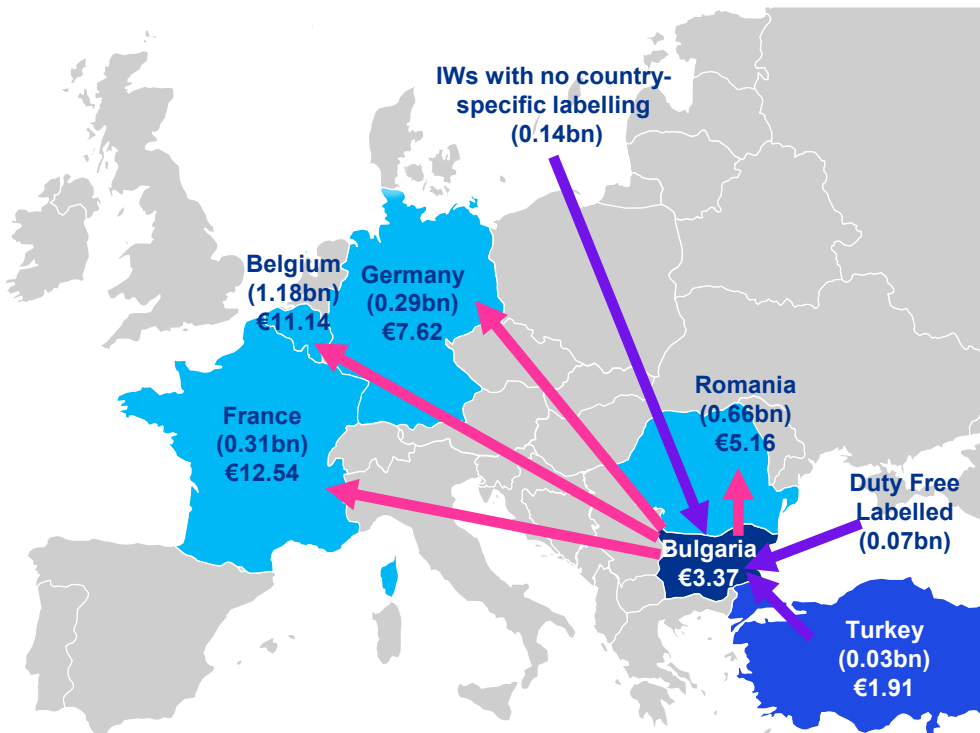 IWs with no country-
specific labelling
(0.14bn)
Belgium
(1.18bn)
€11.14
Germany
(0.29bn)
€7.62
Romania
(0.66bn)
€5.16
France
(0.31bn)
€12.54
Duty Free
Labelled
(0.07bn)
Bulgaria
€3.37
Turkey
(0.03bn)
€1.91